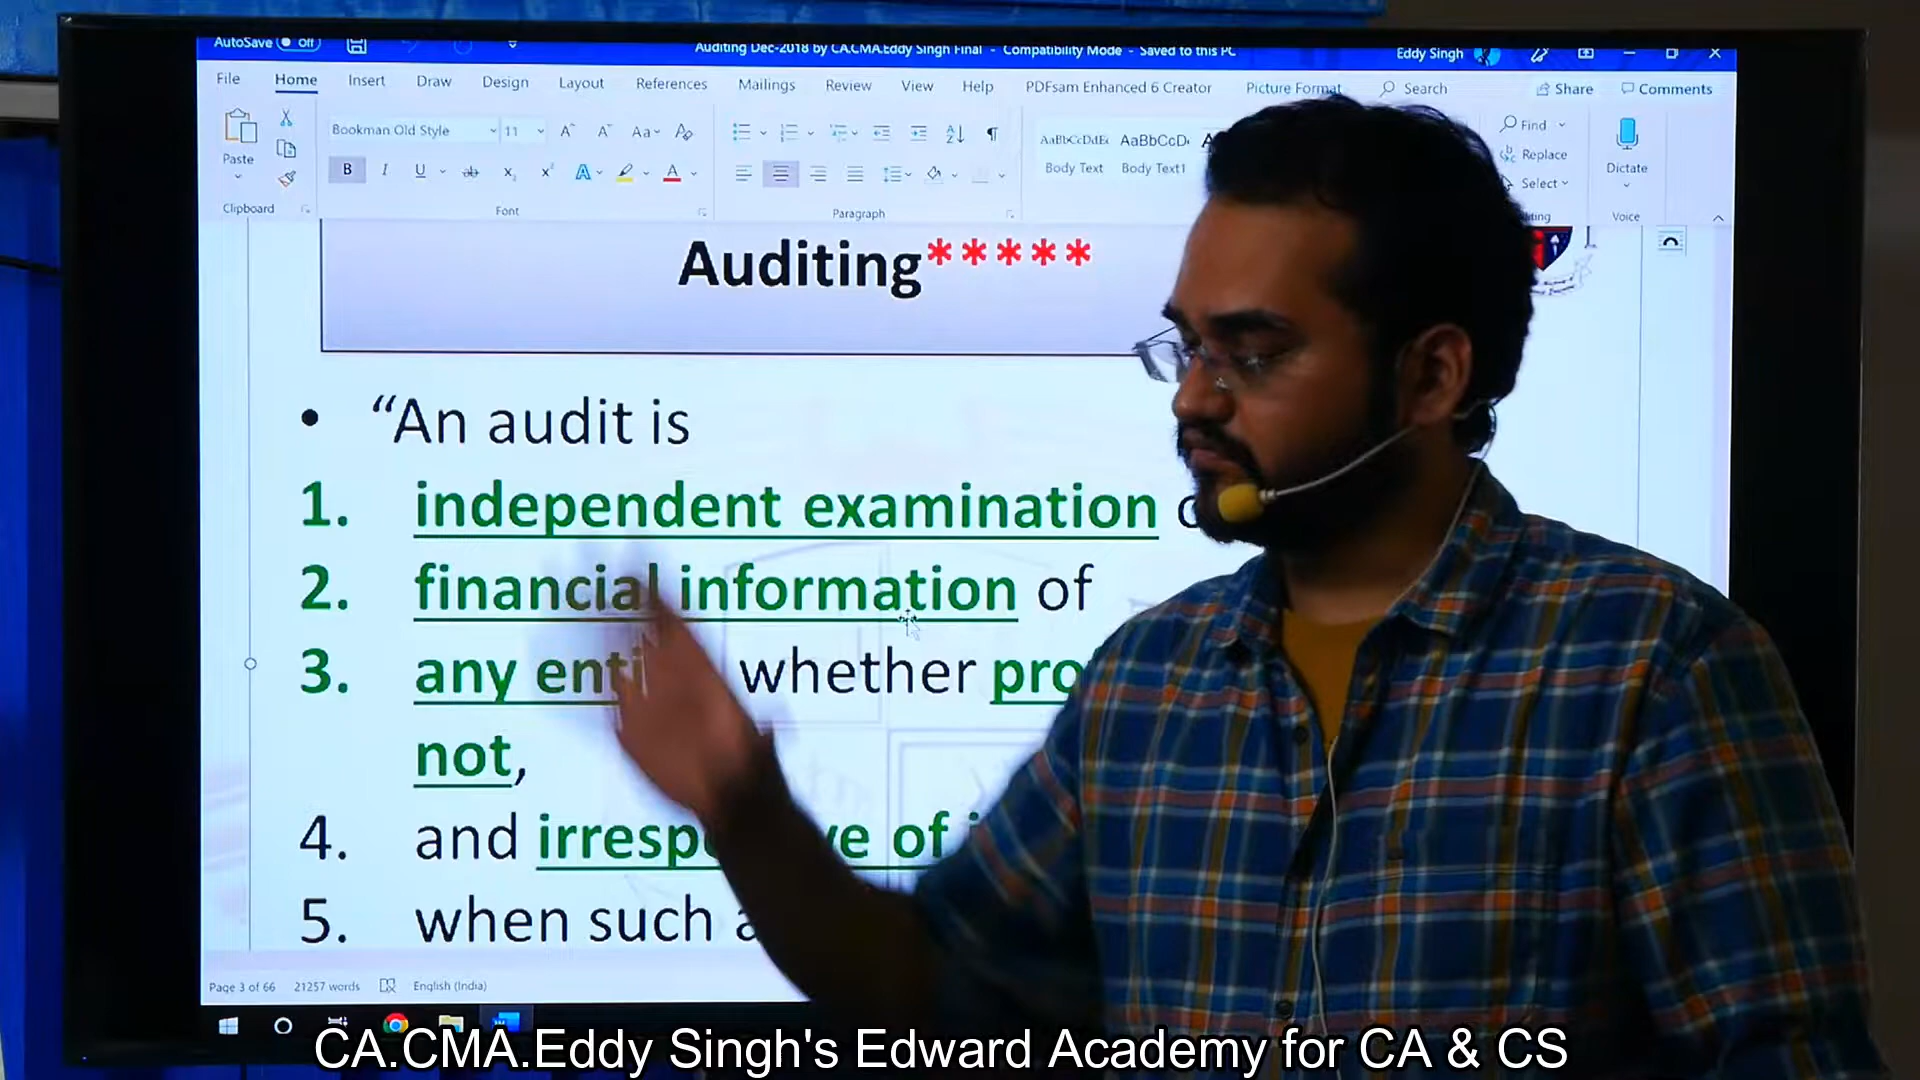 AutoSave Off
Auditing Dec-2018 by CA.CMA.Eddy Singh Final - Compatibility Mode - Saved to this PC
Eddy Singh
File Home Insert Draw Design Layout References Mailings Review View Help PDFsam Enhanced 6 Creator Picture Format Search Share Comments
Paste
Clipboard
Bookman Old Style 11
Font
Paragraph
AaBbCcDdEe AaBbCcDc
Body Text Body Text1
Find
Replace
Select
Dictate
Voice
Auditing*****
• “An audit is
1. independent examination
2. financial information of
3. any whether
not,
4. and of
5. when such
Page 3 of 66 21257 words English (India)
CA.CMA.Eddy Singh's Edward Academy for CA & CS